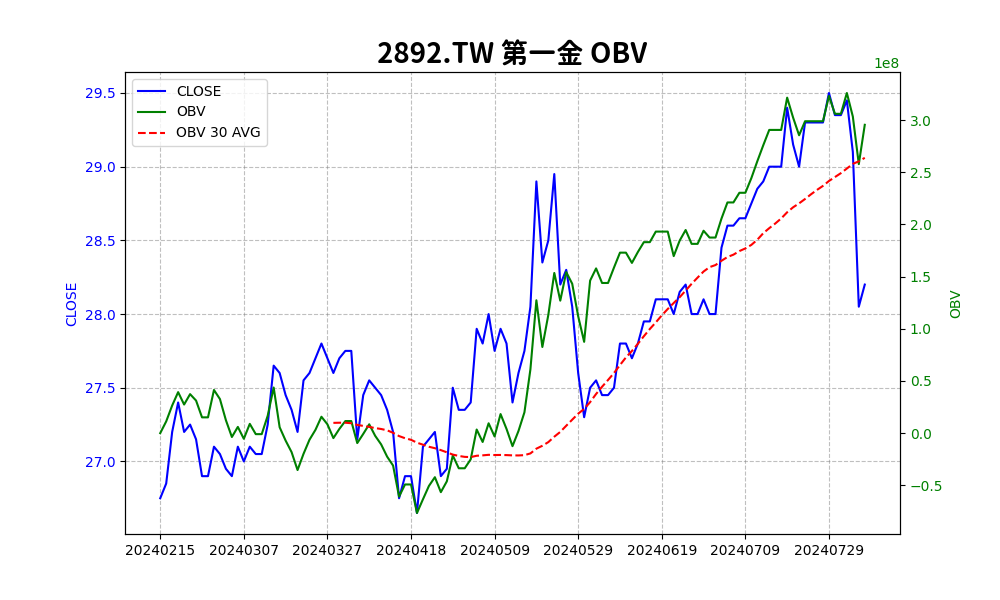 2892.TW 第一金 OBV
1e8
CLOSE
OBV
OBV 30 AVG
29.5
29.0
28.5
28.0
27.5
27.0
CLOSE
3.0
2.5
2.0
1.5
1.0
0.5
0.0
−0.5
OBV
20240215 20240307 20240327 20240418 20240509 20240529 20240619 20240709 20240729